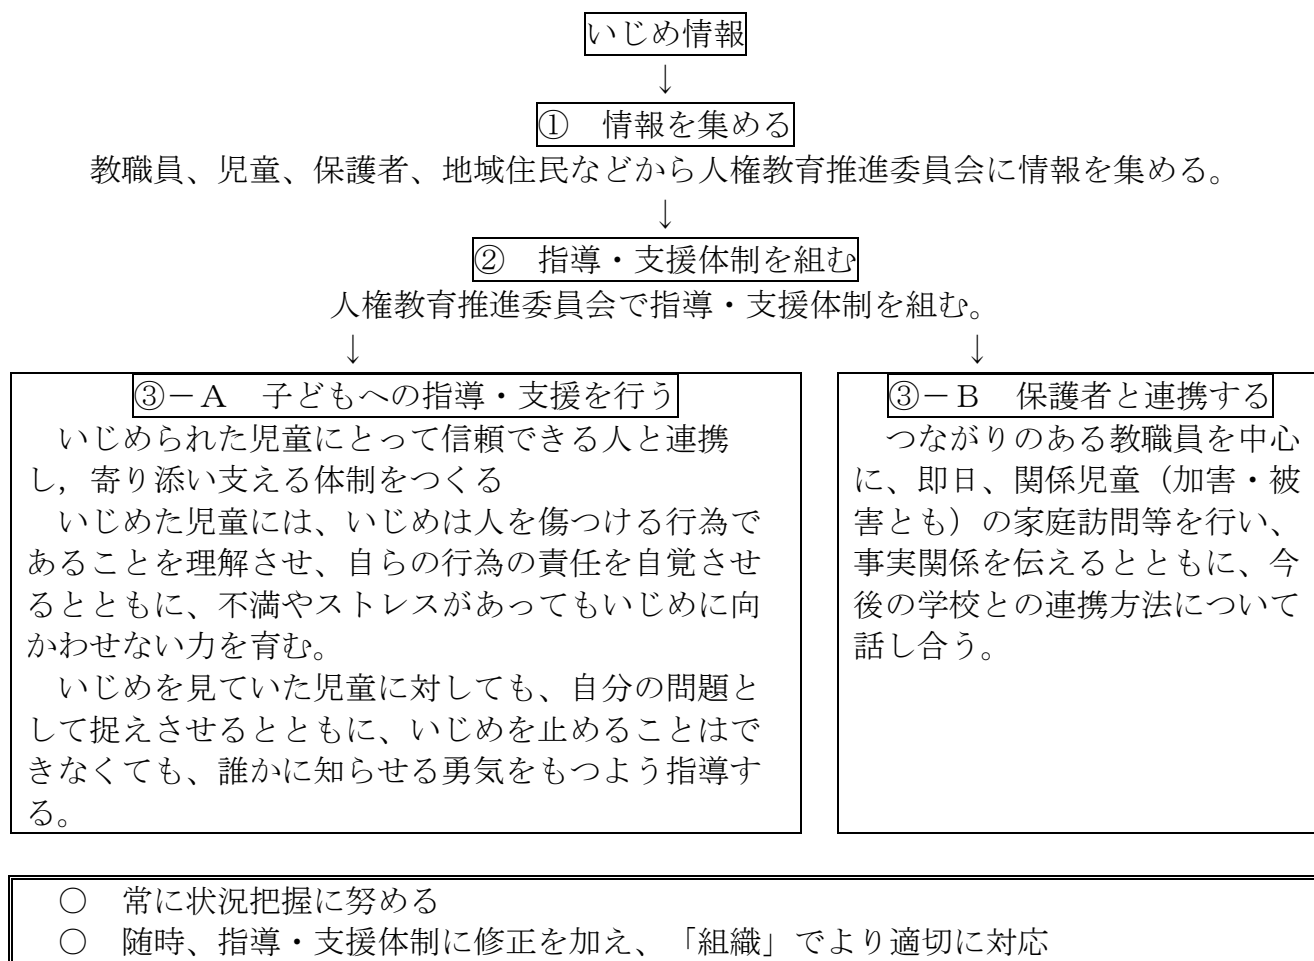 いじめ情報
↓
① 情報を集める
教職員、児童、保護者、地域住民などから人権教育推進委員会に情報を集める。
↓
② 指導・支援体制を組む
人権教育推進委員会で指導・支援体制を組む。
↓ ↓
③－Ａ 子どもへの指導・支援を行う
いじめられた児童にとって信頼できる人と連携
し，寄り添い支える体制をつくる
いじめた児童には、いじめは人を傷つける行為で
あることを理解させ、自らの行為の責任を自覚させ
るとともに、不満やストレスがあってもいじめに向
かわせない力を育む。
いじめを見ていた児童に対しても、自分の問題と
して捉えさせるとともに、いじめを止めることはで
きなくても、誰かに知らせる勇気をもつよう指導す
る。
③－Ｂ 保護者と連携する
つながりのある教職員を中心
に、即日、関係児童（加害・被
害とも）の家庭訪問等を行い、
事実関係を伝えるとともに、今
後の学校との連携方法について
話し合う。
○ 常に状況把握に努める
○ 随時、指導・支援体制に修正を加え、「組織」でより適切に対応